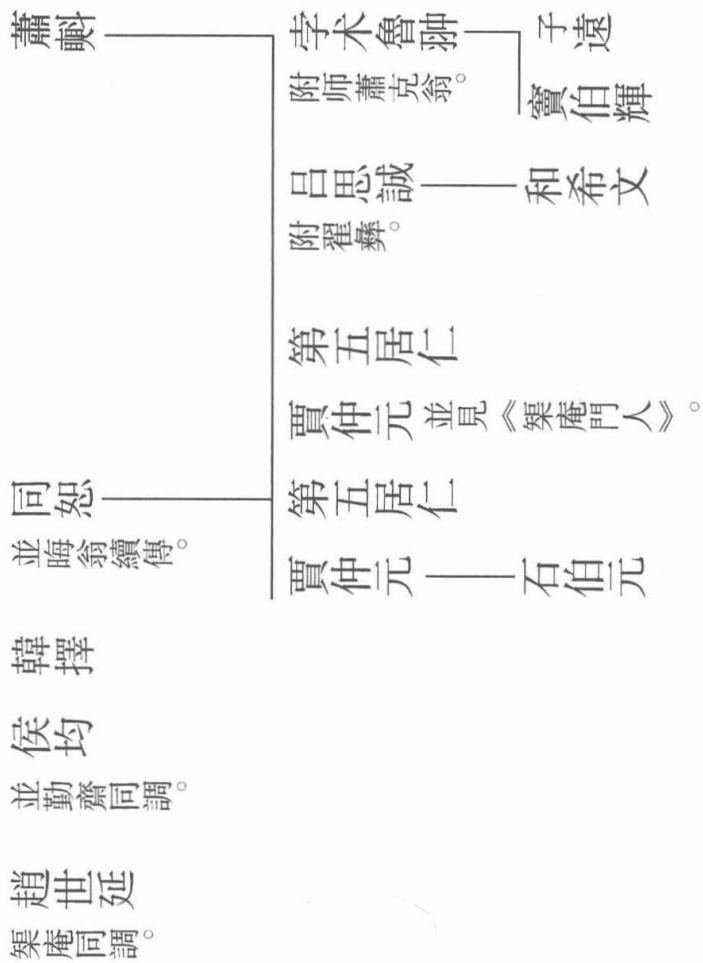 蕭𣂏
孛术魯翀
附师蕭克翁。
子遠
竇伯輝
呂思誠
附翟彝。
和希文
第五居仁
賈仲元 並見《榘庵門人》。
同恕
並晦翁續傳。
第五居仁
賈仲元
石伯元
韓擇
侯均
並勤齋同調。
趙世延
榘庵同調。